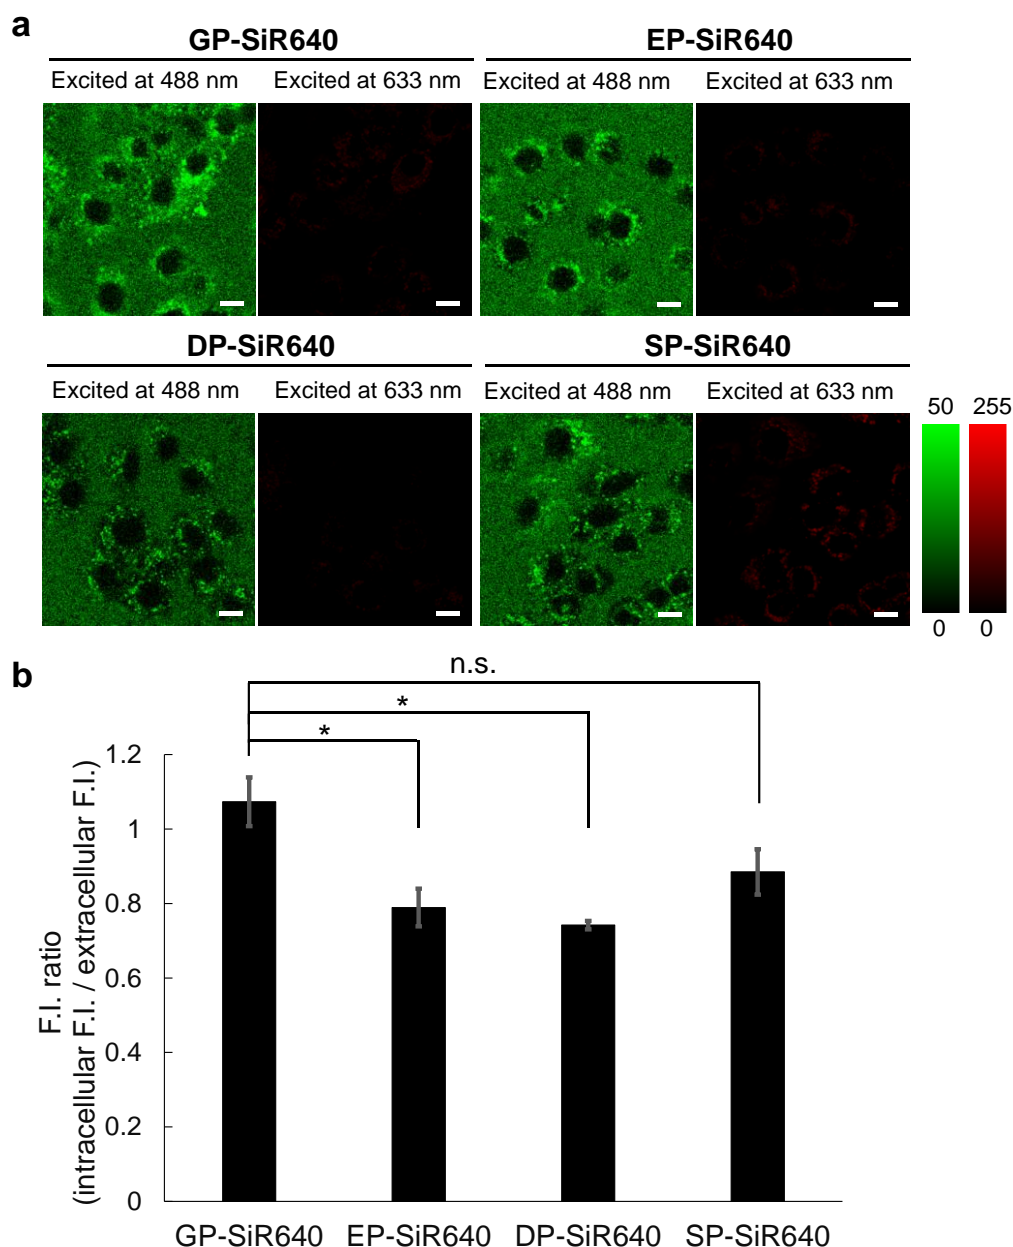 a
GP-SiR640 EP-SiR640
Excited at 488 nm Excited at 633 nm Excited at 488 nm Excited at 633 nm
DP-SiR640 SP-SiR640
Excited at 488 nm Excited at 633 nm Excited at 488 nm Excited at 633 nm
50 255
0 0
b
n.s.
*
*
F.I. ratio
(intracellular F.I. / extracellular F.I.)
1.2
1
0.8
0.6
0.4
0.2
0
GP-SiR640 EP-SiR640 DP-SiR640 SP-SiR640